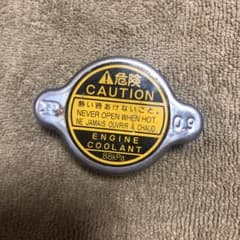 危険
CAUTION
熱い時あけないこと。
NEVER OPEN WHEN HOT.
NE JAMAIS OUVRIR À CHAUD
ENGINE
COOLANT
88kPa
0.9